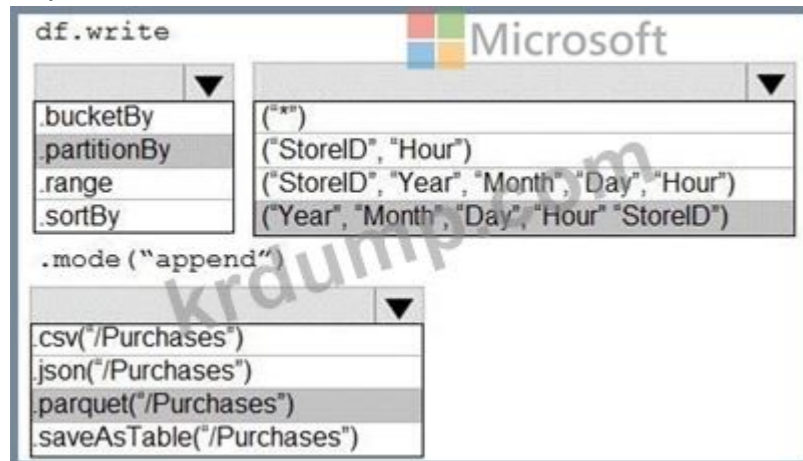 df.write
Microsoft
.bucketBy
.partitionBy
.range
.sortBy
("*")
("StoreID", "Hour")
("StoreID", "Year", "Month", "Day", "Hour")
("Year", "Month", "Day", "Hour" "StoreID")
.mode("append")
.csv("/Purchases")
.json("/Purchases")
.parquet("/Purchases")
.saveAsTable("/Purchases")
krdump.com